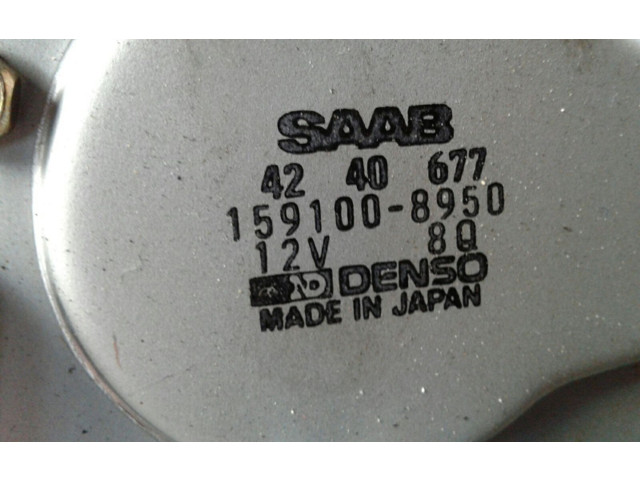 SAAB
42 40 677
159100-8950
12V 8Q
ND DENSO
MADE IN JAPAN